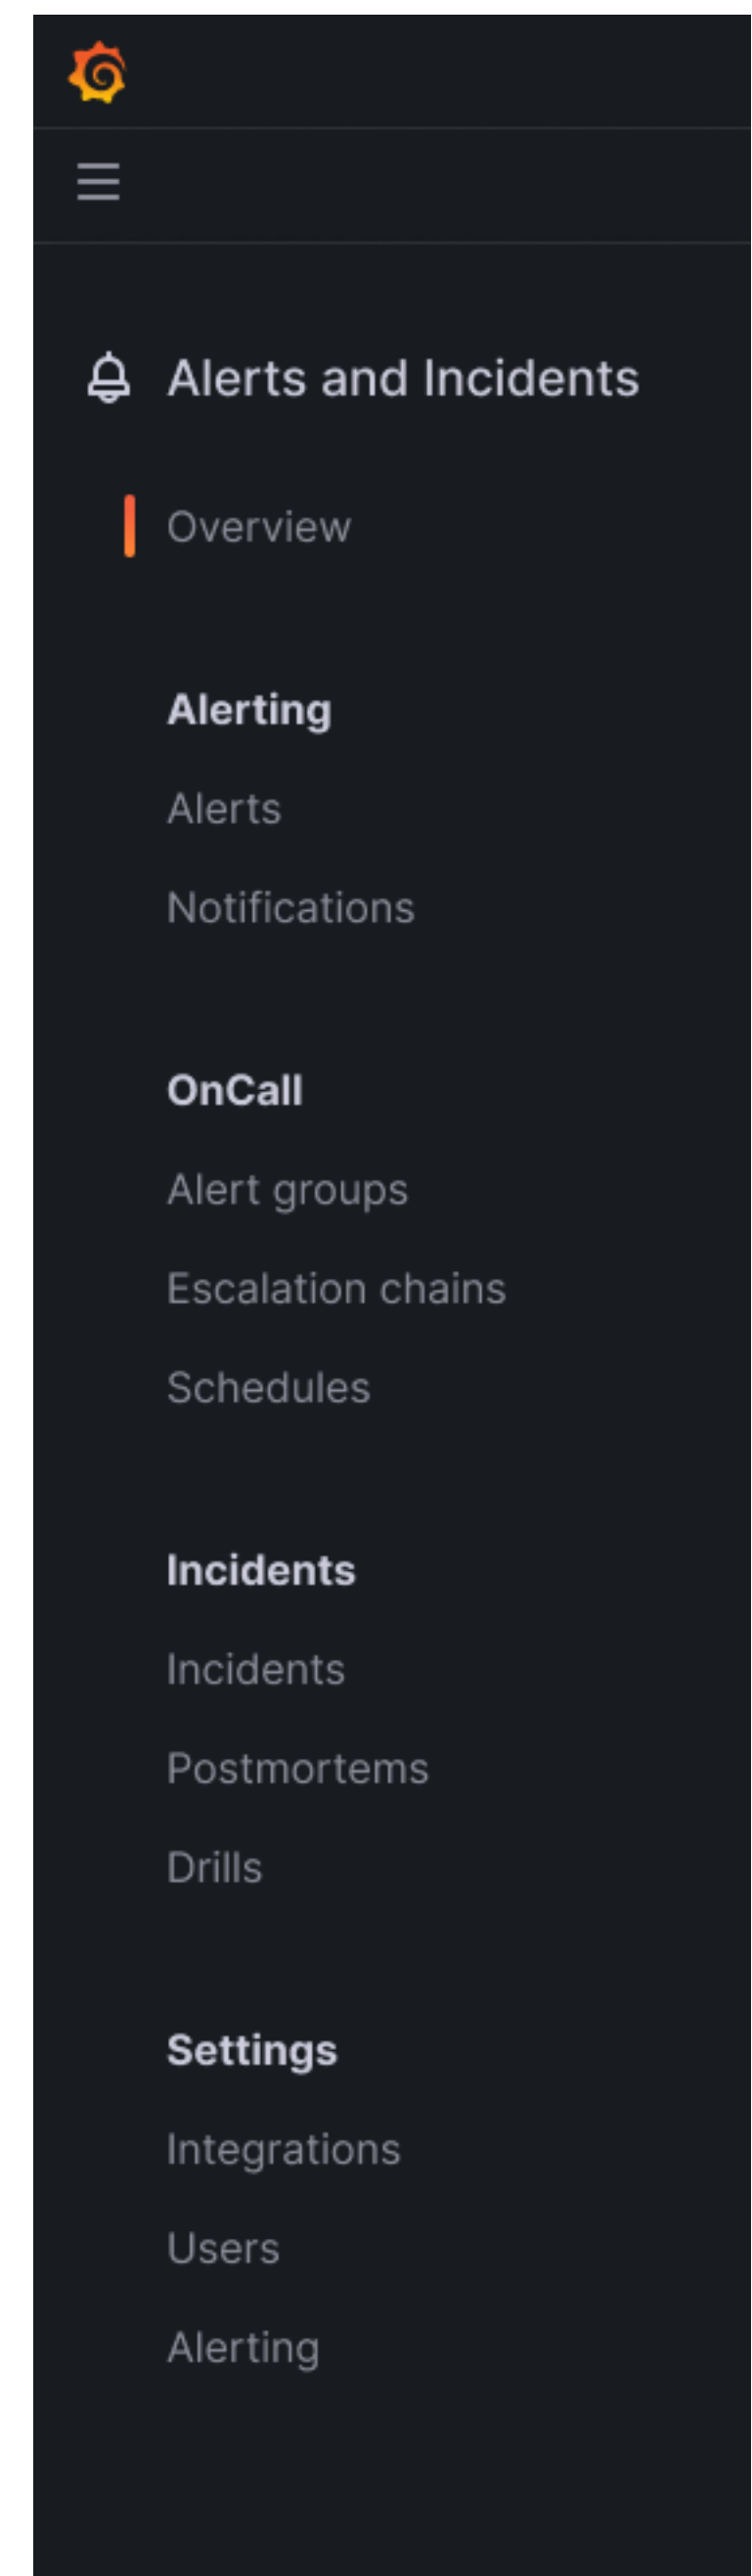 Alerts and Incidents
Overview
Alerting
Alerts
Notifications
OnCall
Alert groups
Escalation chains
Schedules
Incidents
Incidents
Postmortems
Drills
Settings
Integrations
Users
Alerting